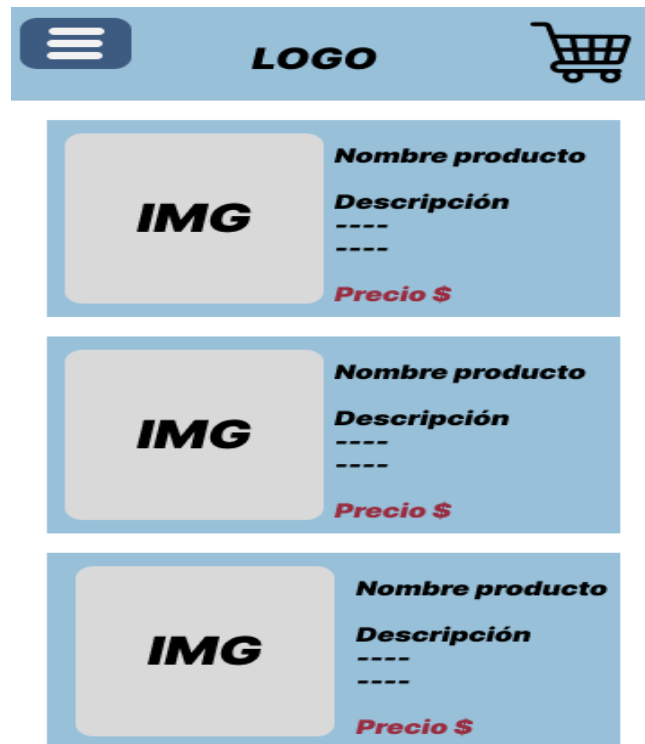 LOGO
IMG
Nombre producto
Descripción
----
----
Precio $
IMG
Nombre producto
Descripción
----
----
Precio $
IMG
Nombre producto
Descripción
----
----
Precio $